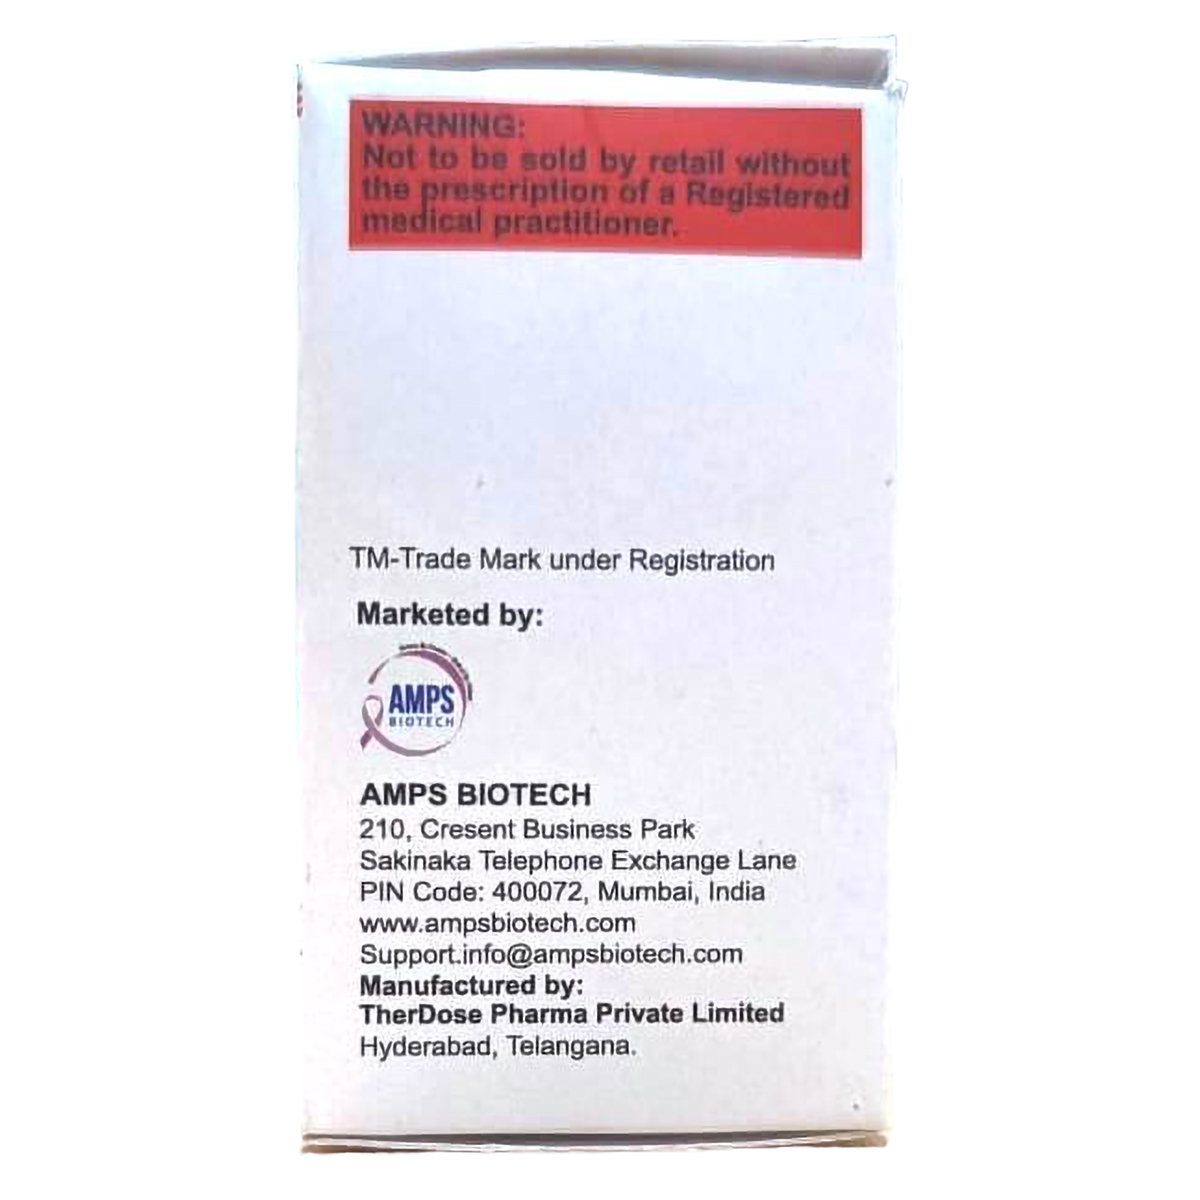 WARNING:
Not to be sold by retail without
the prescription of a Registered
medical practitioner.
TM-Trade Mark under Registration
Marketed by:
AMPS
BIOTECH
AMPS BIOTECH
210, Cresent Business Park
Sakinaka Telephone Exchange Lane
PIN Code: 400072, Mumbai, India
www.ampsbiotech.com
Support.info@ampsbiotech.com
Manufactured by:
TherDose Pharma Private Limited
Hyderabad, Telangana.